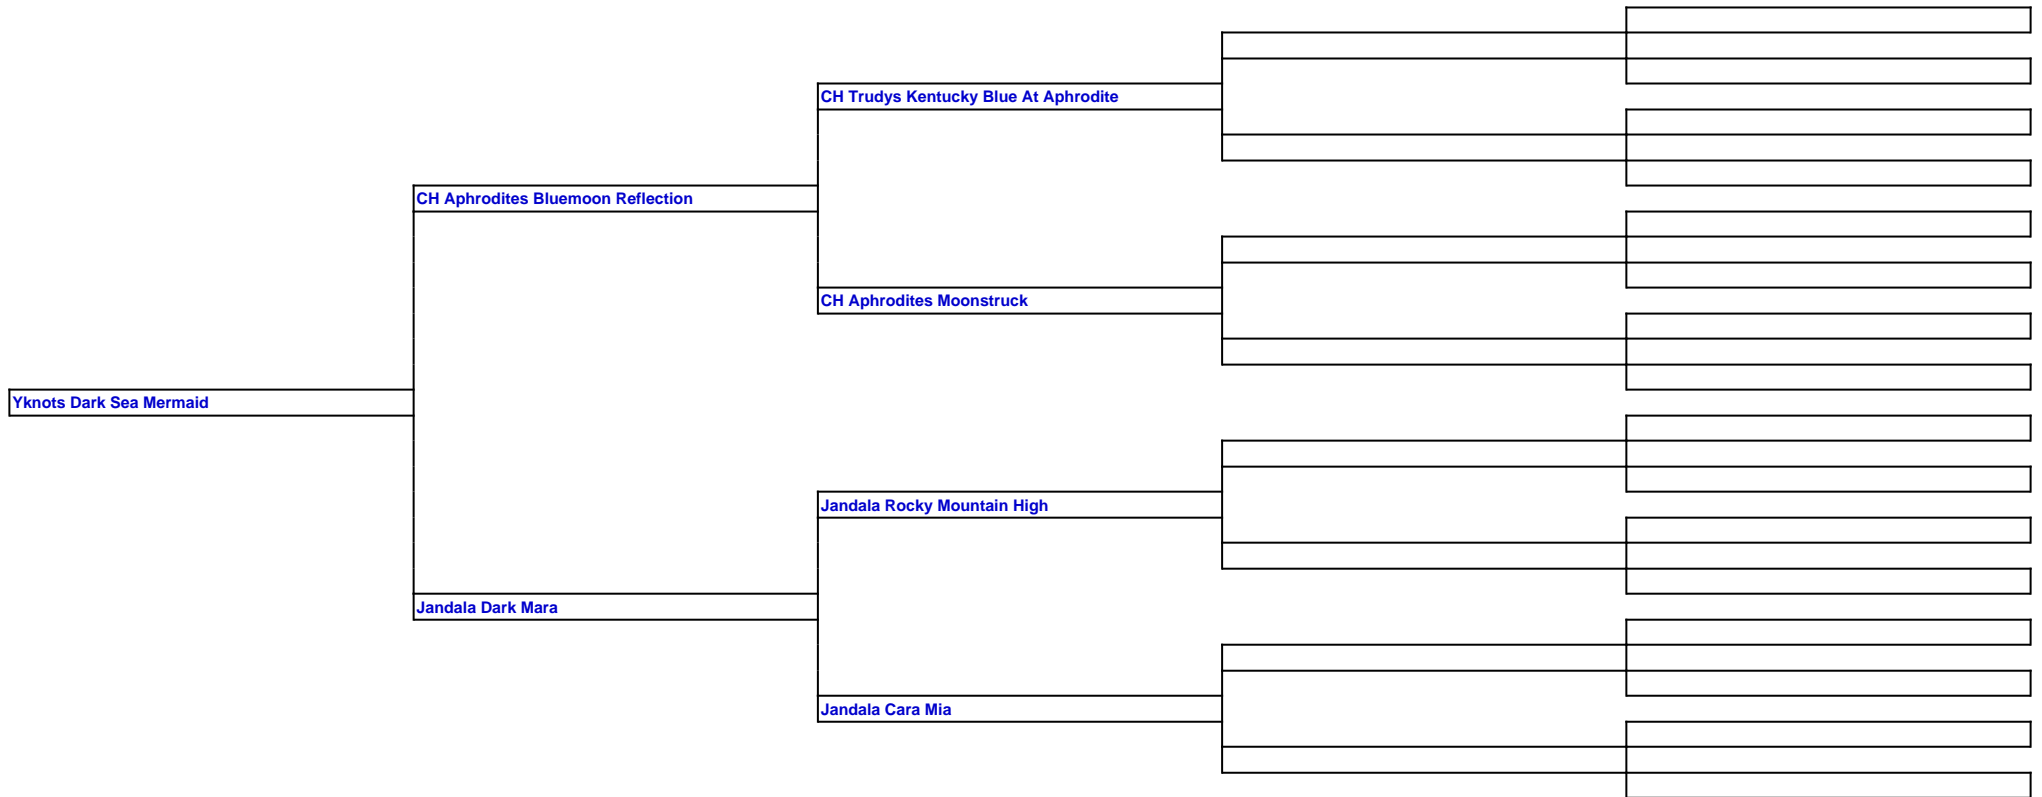 CH Trudys Kentucky Blue At Aphrodite
CH Aphrodites Bluemoon Reflection
CH Aphrodites Moonstruck
Yknots Dark Sea Mermaid
Jandala Rocky Mountain High
Jandala Dark Mara
Jandala Cara Mia